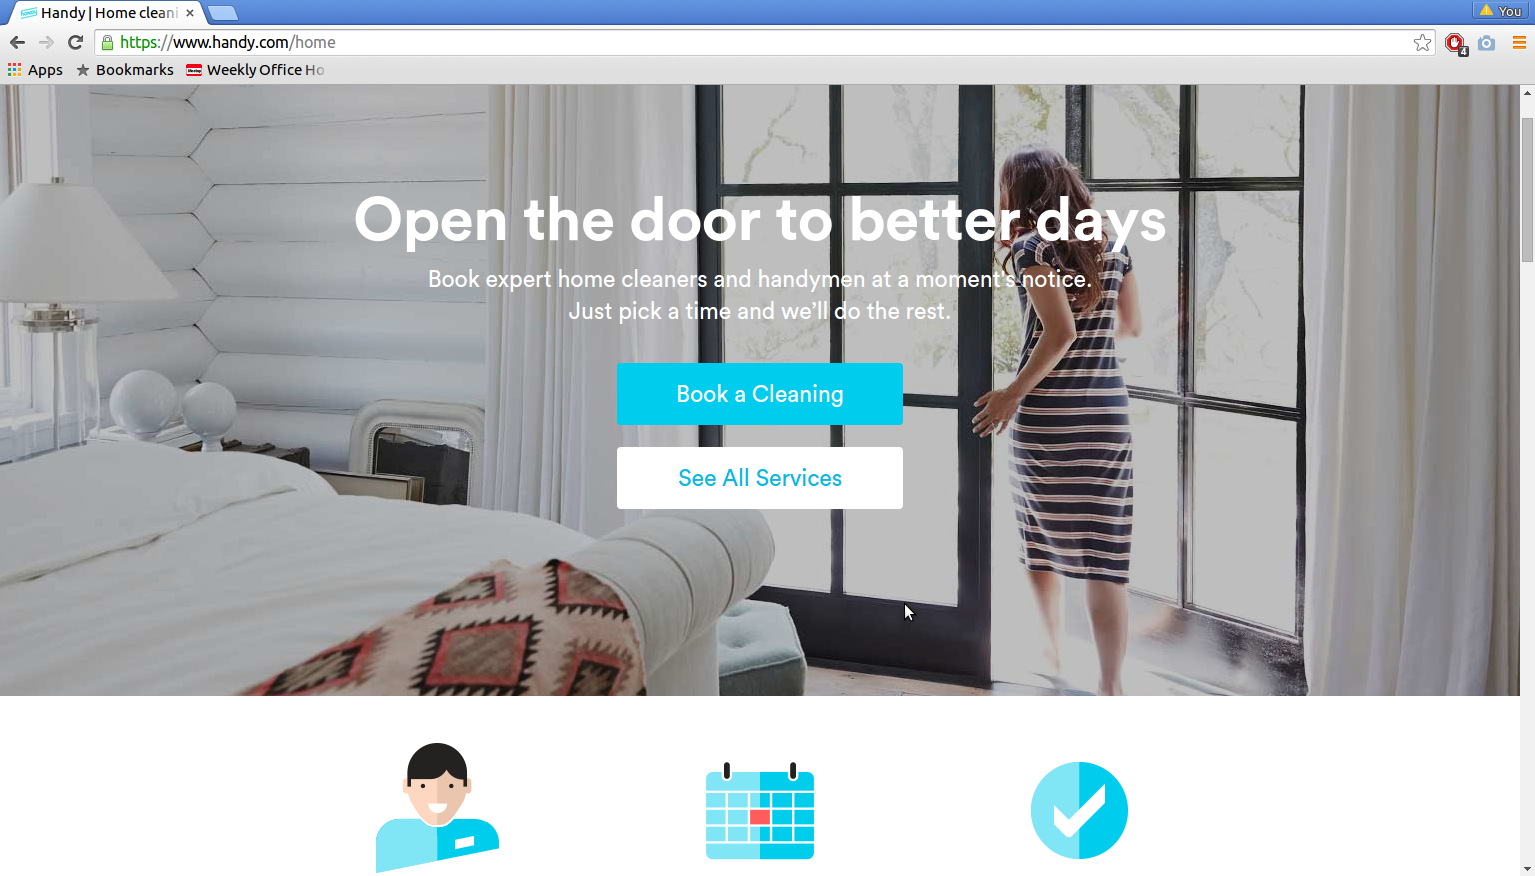 Handy | Home cleani
You
https://www.handy.com/home
4
Apps
Bookmarks
Weekly Office Ho
Open the door to better days
Book expert home cleaners and handymen at a moment's notice.
Just pick a time and we'll do the rest.
Book a Cleaning
See All Services